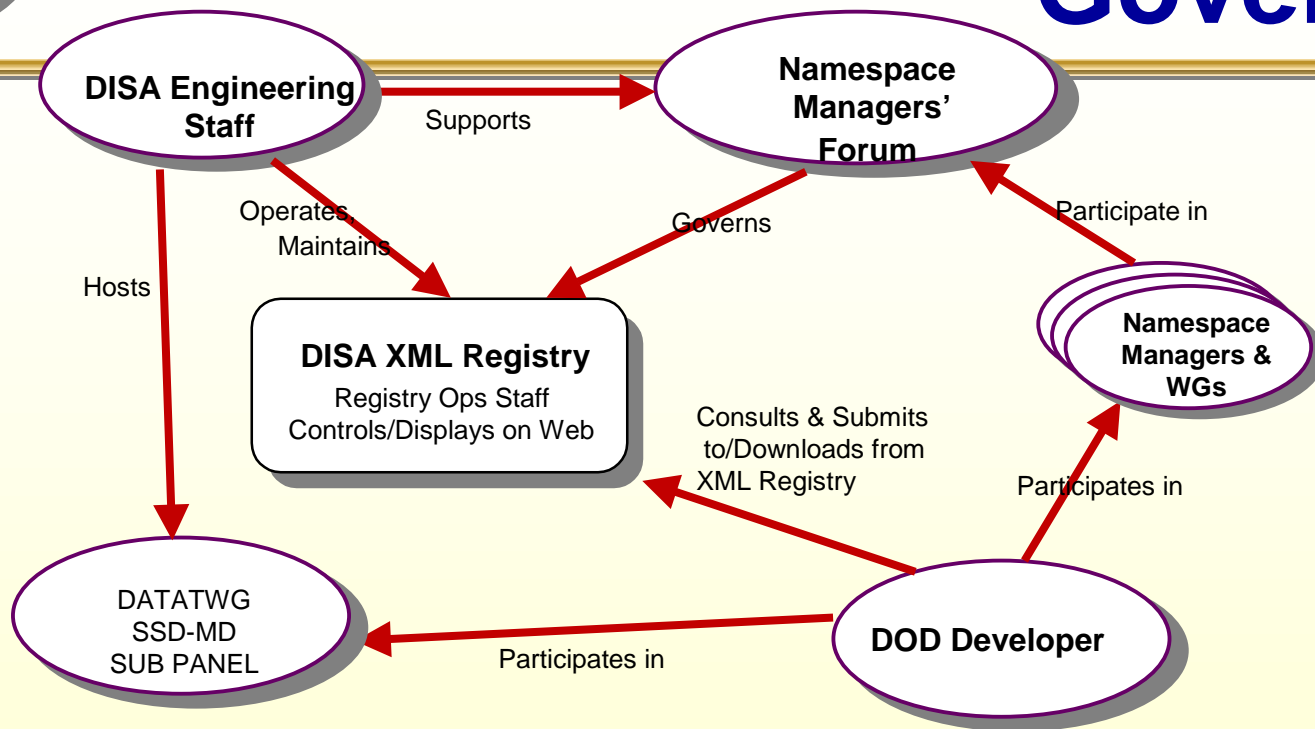 DISA Engineering
Staff
Supports
Namespace
Managers’
Forum
Operates,
Maintains
Governs
Participate in
Hosts
DISA XML Registry
Registry Ops Staff
Controls/Displays on Web
Namespace
Managers &
WGs
Consults & Submits
to/Downloads from
XML Registry
Participates in
DATATWG
SSD-MD
SUB PANEL
Participates in
DOD Developer